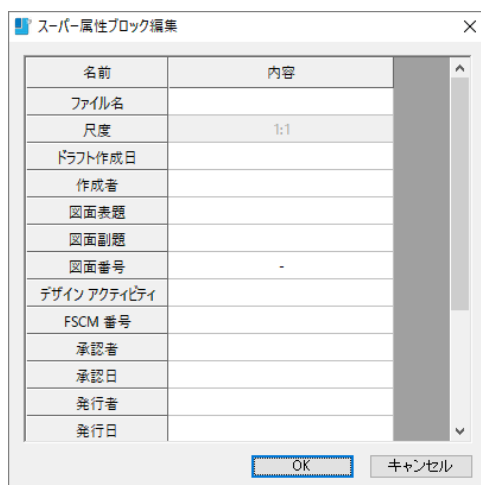 スーパー属性ブロック編集
名前 内容
ファイル名
尺度 1:1
ドラフト作成日
作成者
図面表題
図面副題
図面番号 -
デザイン アクティビティ
FSCM 番号
承認者
承認日
発行者
発行日
OK キャンセル